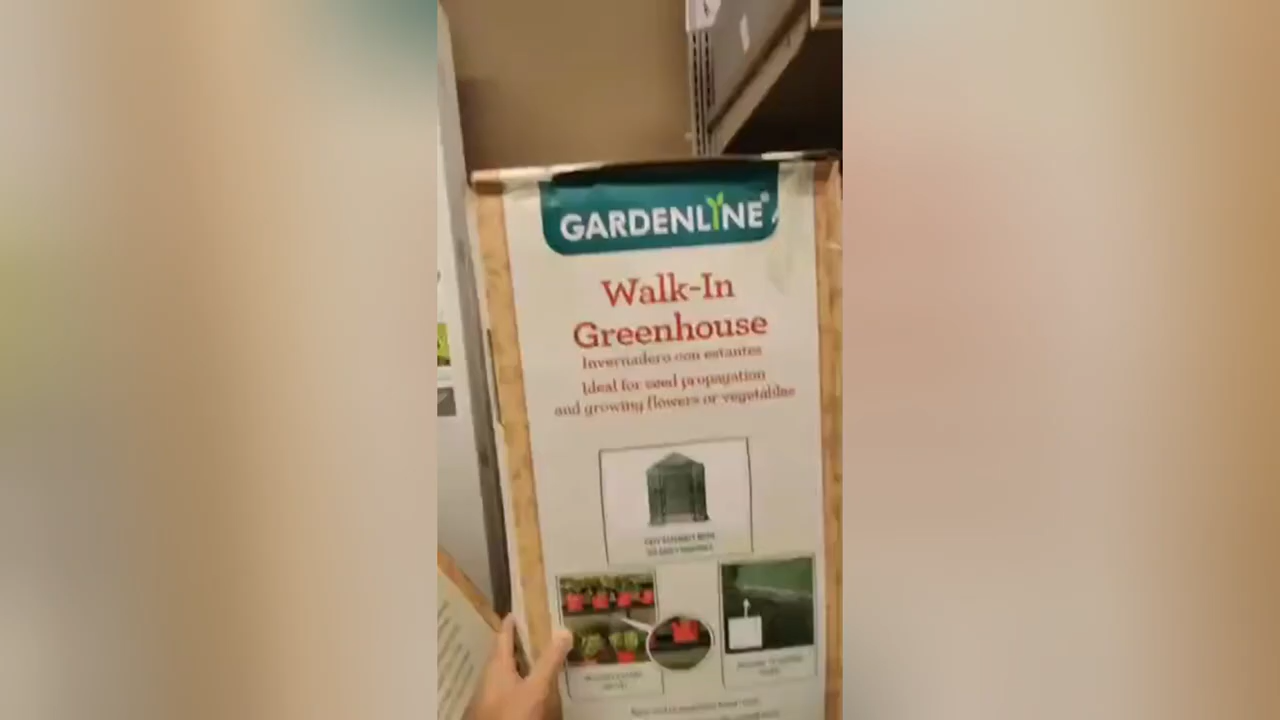 GARDENLINE®
Walk-In
Greenhouse
Invernadero con estantes
Ideal for seed propagation
and growing flowers or vegetables